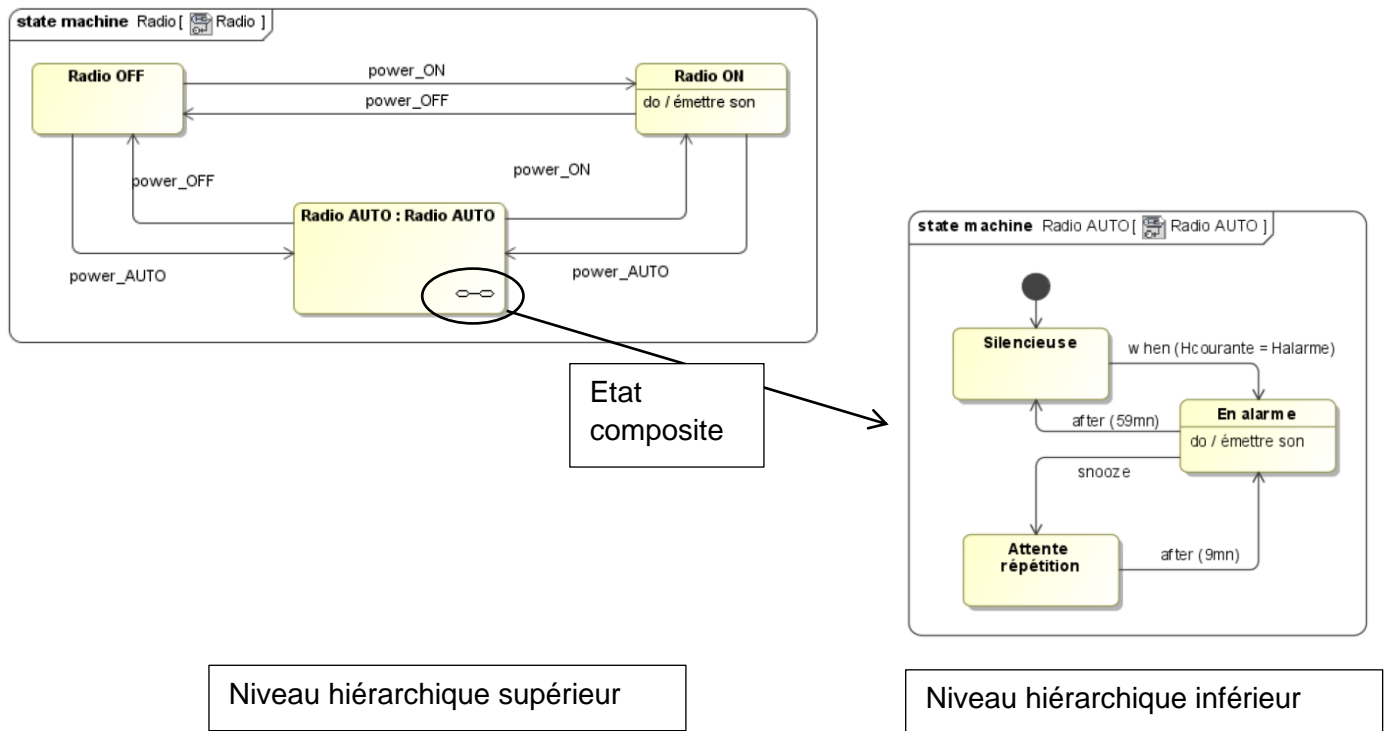 state machine Radio [ Radio ]
Radio OFF
power_ON
Radio ON
do / émettre son
power_OFF
power_OFF
power_ON
Radio AUTO : Radio AUTO
power_AUTO
power_AUTO
Etat
composite
state machine Radio AUTO [ Radio AUTO ]
Silencieuse
when (Hcourante = Halarme)
En alarme
do / émettre son
after (59mn)
snooze
Attente
répétition
after (9mn)
Niveau hiérarchique supérieur
Niveau hiérarchique inférieur